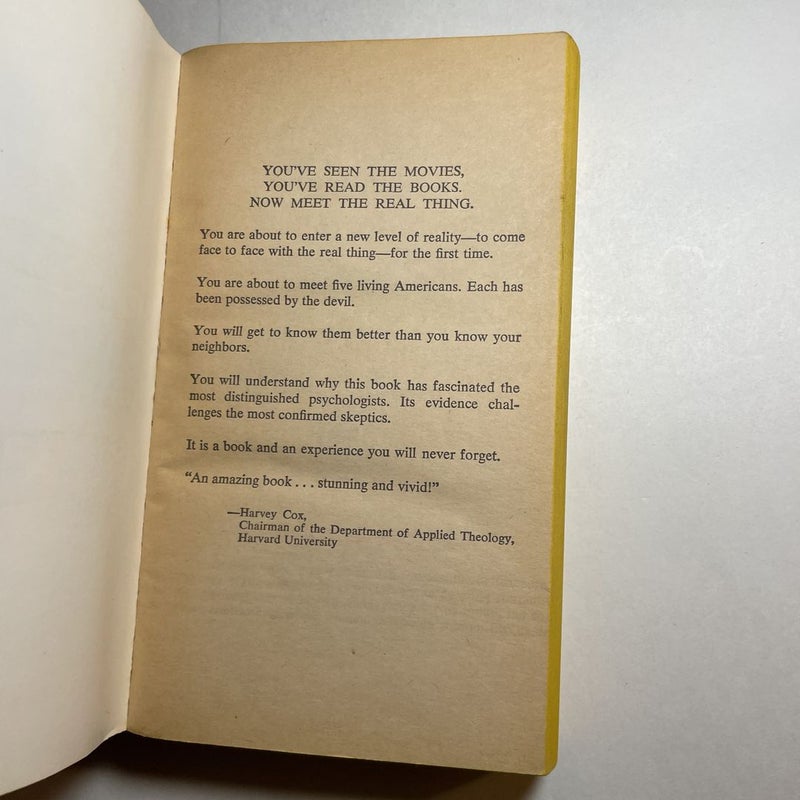 YOU'VE SEEN THE MOVIES,
YOU'VE READ THE BOOKS.
NOW MEET THE REAL THING.
You are about to enter a new level of reality—to come
face to face with the real thing—for the first time.
You are about to meet five living Americans. Each has
been possessed by the devil.
You will get to know them better than you know your
neighbors.
You will understand why this book has fascinated the
most distinguished psychologists. Its evidence chal-
lenges the most confirmed skeptics.
It is a book and an experience you will never forget.
“An amazing book . . . stunning and vivid!”
—Harvey Cox,
Chairman of the Department of Applied Theology,
Harvard University